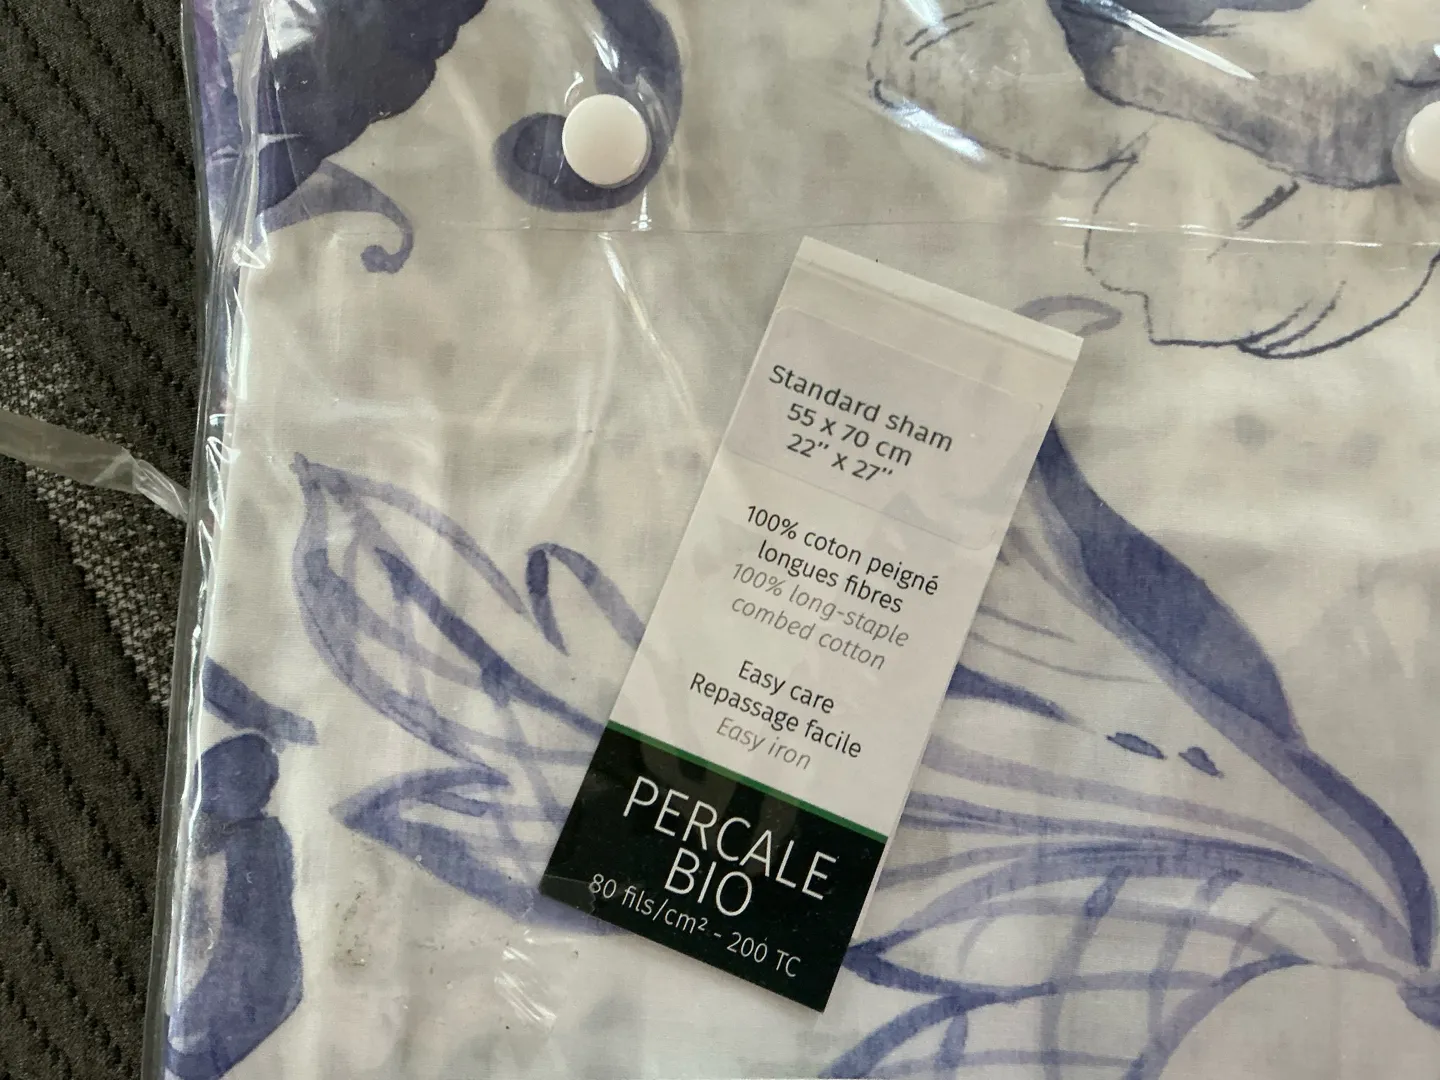 Standard sham
55 x 70 cm
22" x 27"
100% coton peigné
longues fibres
100% long-staple
combed cotton
Easy care
Repassage facile
Easy iron
PERCALE
BIO
80 fils/cm² - 200 TC